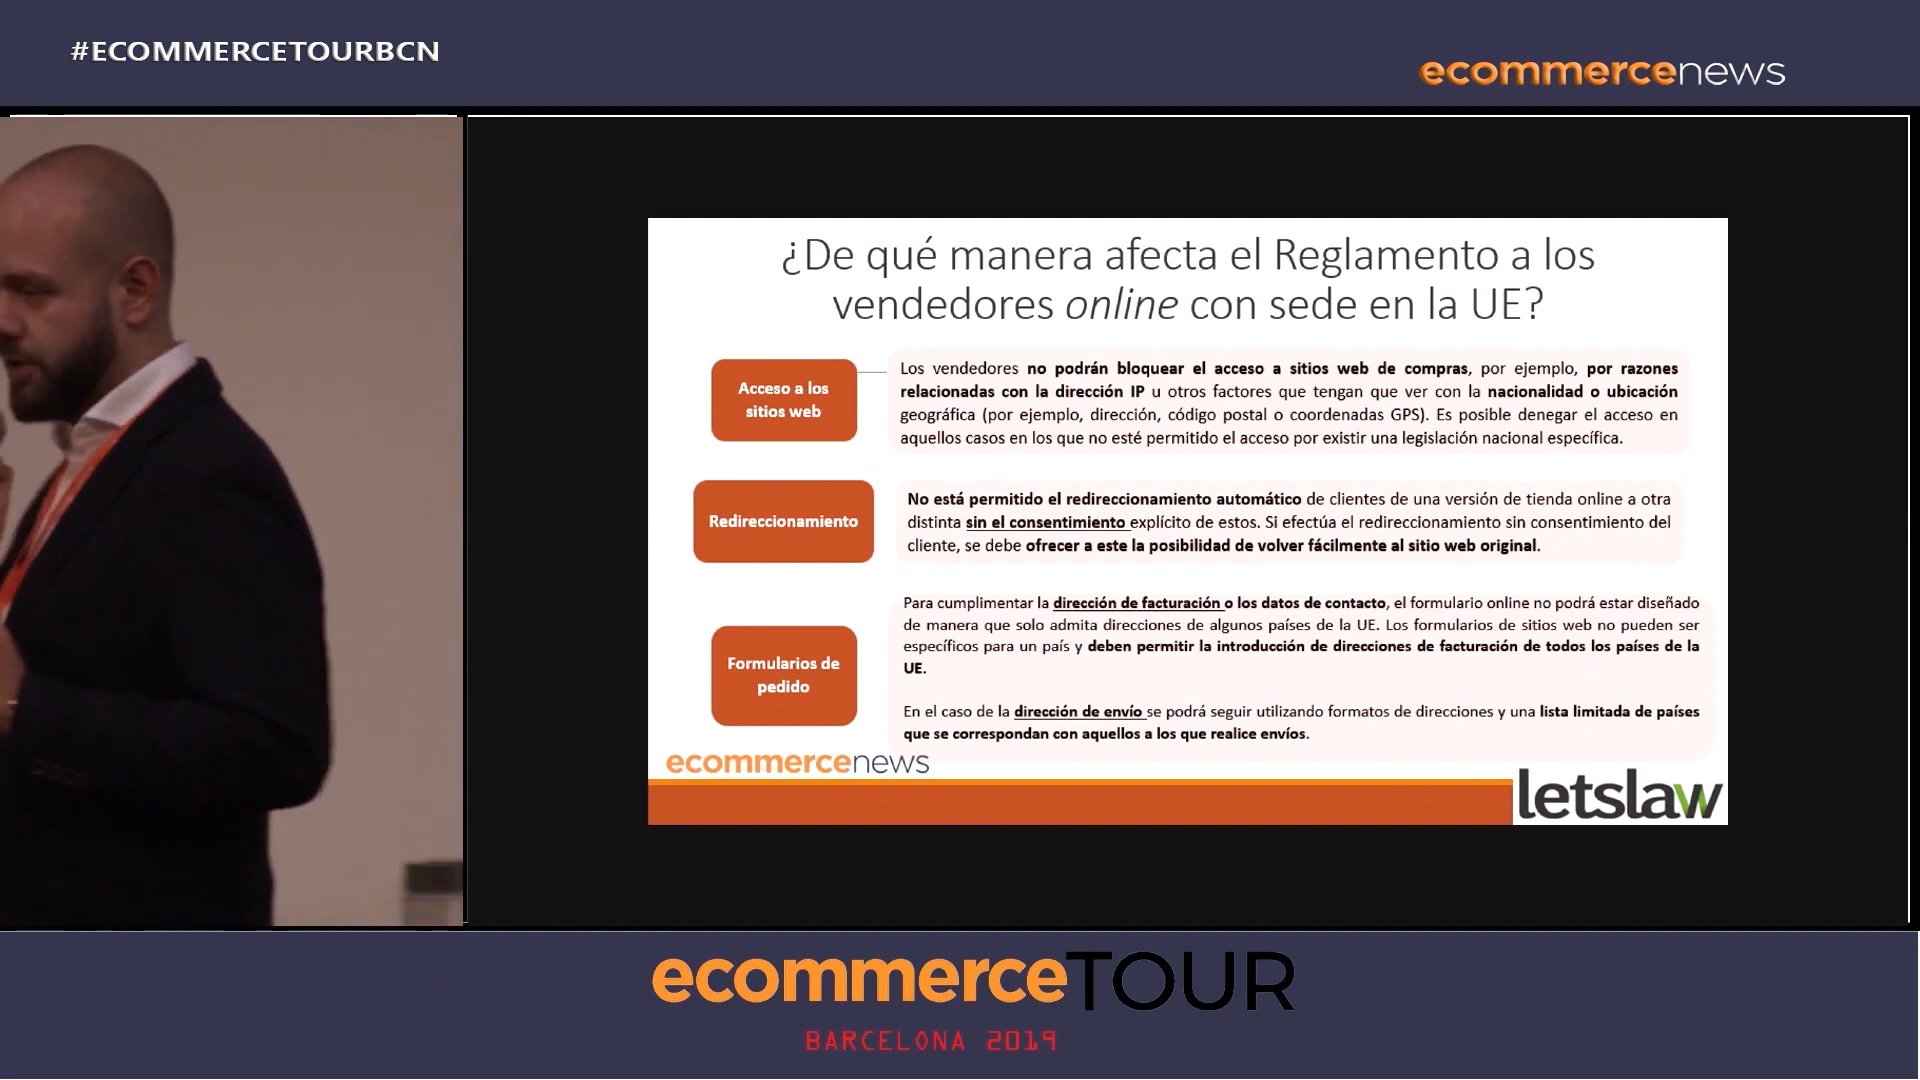 #ECOMMERCETOURBCN
ecommercenews
¿De qué manera afecta el Reglamento a los
vendedores online con sede en la UE?
Acceso a los
sitios web
Los vendedores no podrán bloquear el acceso a sitios web de compras, por ejemplo, por razones
relacionadas con la dirección IP u otros factores que tengan que ver con la nacionalidad o ubicación
geográfica (por ejemplo, dirección, código postal o coordenadas GPS). Es posible denegar el acceso en
aquellos casos en los que no esté permitido el acceso por existir una legislación nacional específica.
Redireccionamiento
No está permitido el redireccionamiento automático de clientes de una versión de tienda online a otra
distinta sin el consentimiento explícito de estos. Si efectúa el redireccionamiento sin consentimiento del
cliente, se debe ofrecer a este la posibilidad de volver fácilmente al sitio web original.
Formularios de
pedido
Para cumplimentar la dirección de facturación o los datos de contacto, el formulario online no podrá estar diseñado
de manera que solo admita direcciones de algunos países de la UE. Los formularios de sitios web no pueden ser
específicos para un país y deben permitir la introducción de direcciones de facturación de todos los países de la
UE.
En el caso de la dirección de envío se podrá seguir utilizando formatos de direcciones y una lista limitada de países
que se correspondan con aquellos a los que realice envíos.
ecommercenews
letslaw
ecommerceTOUR
BARCELONA 2019